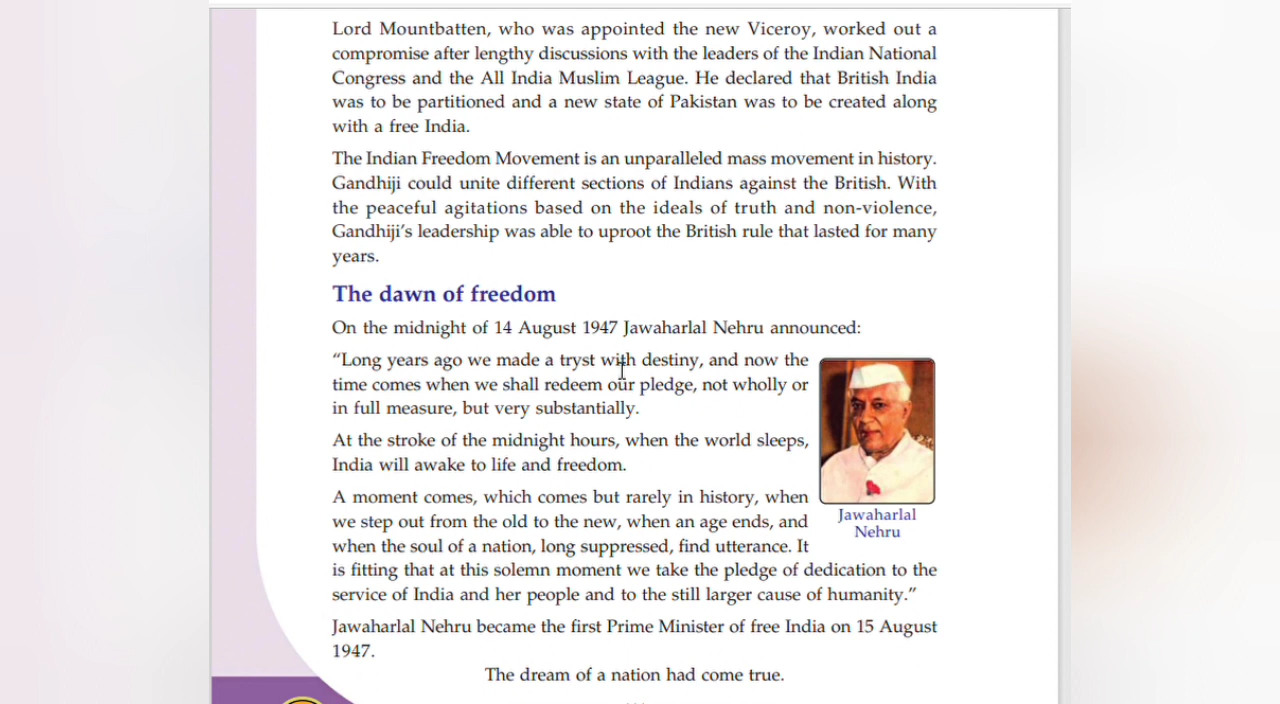 Lord Mountbatten, who was appointed the new Viceroy, worked out a
compromise after lengthy discussions with the leaders of the Indian National
Congress and the All India Muslim League. He declared that British India
was to be partitioned and a new state of Pakistan was to be created along
with a free India.
The Indian Freedom Movement is an unparalleled mass movement in history.
Gandhiji could unite different sections of Indians against the British. With
the peaceful agitations based on the ideals of truth and non-violence,
Gandhiji’s leadership was able to uproot the British rule that lasted for many
years.
The dawn of freedom
On the midnight of 14 August 1947 Jawaharlal Nehru announced:
“Long years ago we made a tryst with destiny, and now the
time comes when we shall redeem our pledge, not wholly or
in full measure, but very substantially.
At the stroke of the midnight hours, when the world sleeps,
India will awake to life and freedom.
A moment comes, which comes but rarely in history, when
we step out from the old to the new, when an age ends, and
when the soul of a nation, long suppressed, find utterance. It
is fitting that at this solemn moment we take the pledge of dedication to the
service of India and her people and to the still larger cause of humanity.”
Jawaharlal
Nehru
Jawaharlal Nehru became the first Prime Minister of free India on 15 August
1947.
The dream of a nation had come true.